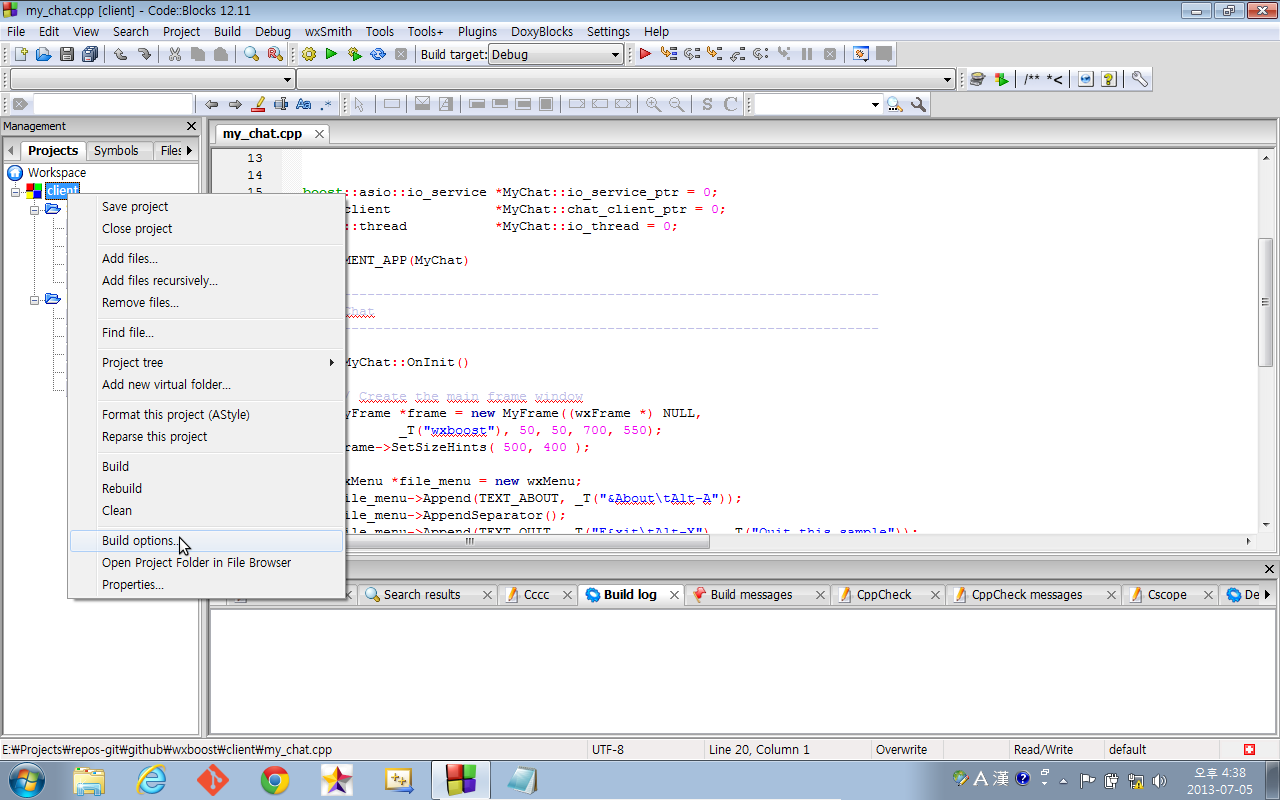 my_chat.cpp [client] - Code::Blocks 12.11
File Edit View Search Project Build Debug wxSmith Tools Tools+ Plugins DoxyBlocks Settings Help
Build target: Debug
/** *<
Aa .* S C
Management
my_chat.cpp
Projects Symbols Files
Workspace
client
Save project
Close project
Add files...
Add files recursively...
Remove files...
Find file...
Project tree
Add new virtual folder...
Format this project (AStyle)
Reparse this project
Build
Rebuild
Clean
Build options...
Open Project Folder in File Browser
Properties...
13
14
15 boost::asio::io_service *MyChat::io_service_ptr = 0;
client *MyChat::chat_client_ptr = 0;
::thread *MyChat::io_thread = 0;
MENT_APP(MyChat)
MyChat::OnInit()
/ Create the main frame window
yFrame *frame = new MyFrame((wxFrame *) NULL,
_T("wxboost"), 50, 50, 700, 550);
rame->SetSizeHints( 500, 400 );
xMenu *file_menu = new wxMenu;
ile_menu->Append(TEXT_ABOUT, _T("&About\tAlt-A"));
ile_menu->AppendSeparator();
ile_menu->Append(TEXT_QUIT, _T("E&xit\tAlt-X"), _T("Quit this sample"));
Search results Cccc Build log Build messages CppCheck CppCheck messages Cscope De
E:₩Projects₩repos-git₩github₩wxboost₩client₩my_chat.cpp UTF-8 Line 20, Column 1 Overwrite Read/Write default
A 漢 오후 4:38
2013-07-05